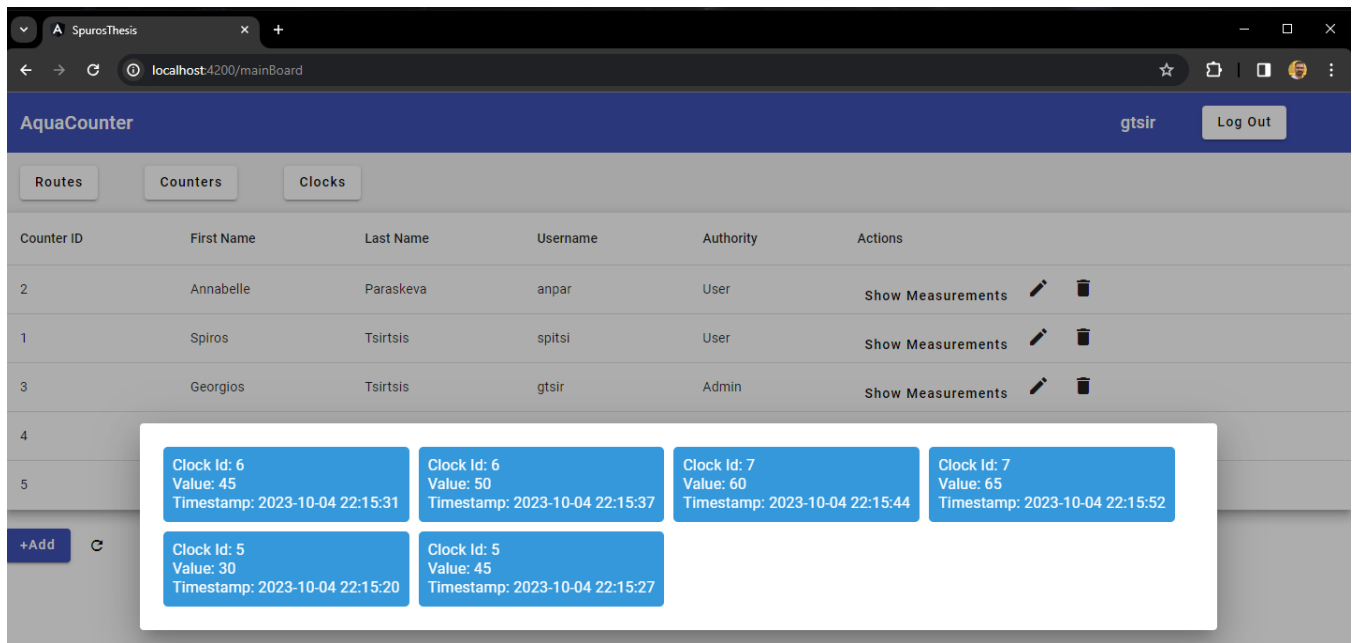 SpurosThesis
localhost:4200/mainBoard
AquaCounter gtsir Log Out
Routes Counters Clocks
Counter ID First Name Last Name Username Authority Actions
2 Annabelle Paraskeva anpar User Show Measurements
1 Spiros Tsirtsis spitsi User Show Measurements
3 Georgios Tsirtsis gtsir Admin Show Measurements
4
5
+Add
Clock Id: 6
Value: 45
Timestamp: 2023-10-04 22:15:31
Clock Id: 6
Value: 50
Timestamp: 2023-10-04 22:15:37
Clock Id: 7
Value: 60
Timestamp: 2023-10-04 22:15:44
Clock Id: 7
Value: 65
Timestamp: 2023-10-04 22:15:52
Clock Id: 5
Value: 30
Timestamp: 2023-10-04 22:15:20
Clock Id: 5
Value: 45
Timestamp: 2023-10-04 22:15:27